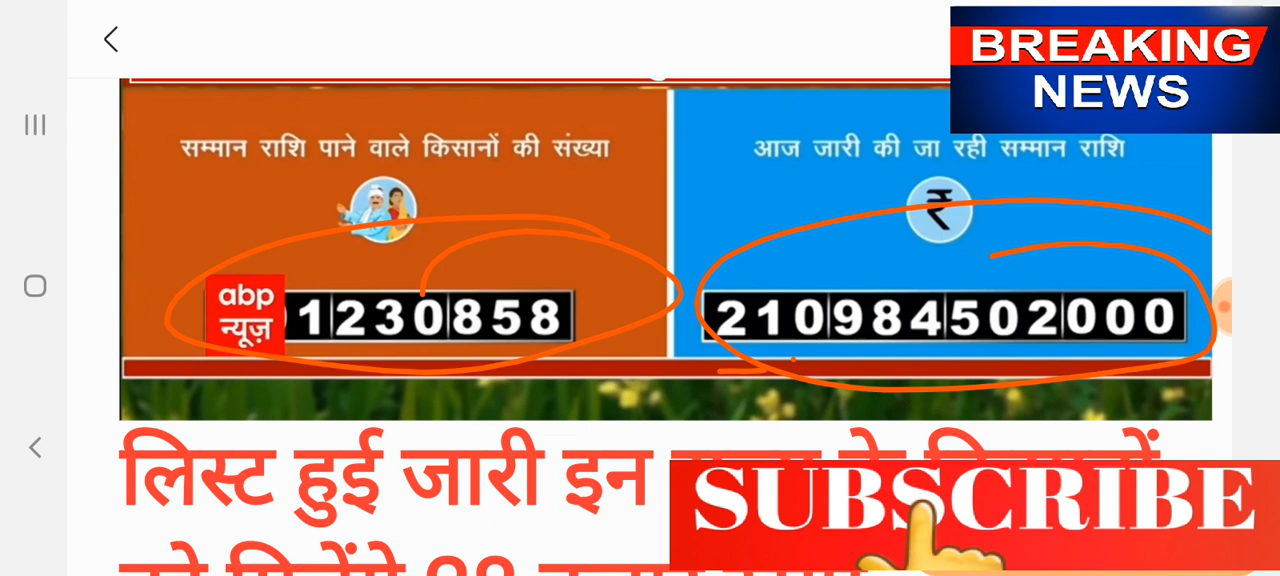 BREAKING
NEWS
सम्मान राशि पाने वाले किसानों की संख्या
आज जारी की जा रही सम्मान राशि
₹
abp
न्यूज़
1230858
210984502000
लिस्ट हुई जारी इन
SUBSCRIBE